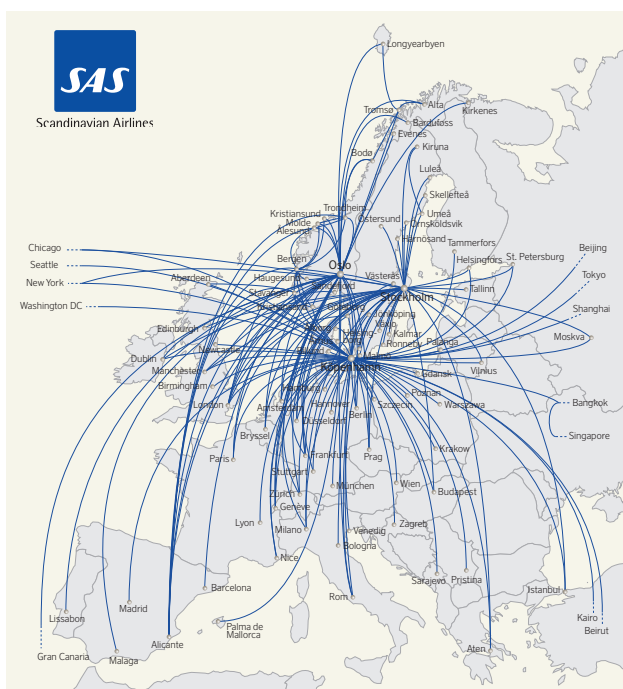 SAS
Scandinavian Airlines
Longyearbyen
Tromsø
Alta
Kirkenes
Bardufoss
Evenes
Bodø
Kiruna
Luleå
Skellefteå
Trondheim
Kristiansund
Molde
Ålesund
Östersund
Umeå
Örnsköldsvik
Härnösand
Tammerfors
Helsingfors
St. Petersburg
Chicago
Seattle
New York
Washington DC
Beijing
Tokyo
Shanghai
Moskva
Bergen
Oslo
Aberdeen
Haugesund
Stavanger
Sandefjord
Västerås
Stockholm
Tallinn
Edinburgh
Newcastle
Dublin
Manchester
Birmingham
London
Jönköping
Växjö
Kalmar
Ronneby
Palanga
Malmö
Köpenhamn
Gdansk
Vilnius
Poznan
Warszawa
Szczecin
Hamburg
Hannover
Berlin
Amsterdam
Düsseldorf
Bryssel
Bangkok
Singapore
Paris
Frankfurt
Prag
Krakow
Stuttgart
München
Wien
Budapest
Zürich
Genève
Lyon
Milano
Venedig
Zagreb
Bologna
Nice
Sarajevo
Pristina
Istanbul
Rom
Barcelona
Madrid
Lissabon
Palma de
Mallorca
Alicante
Malaga
Gran Canaria
Aten
Kairo
Beirut